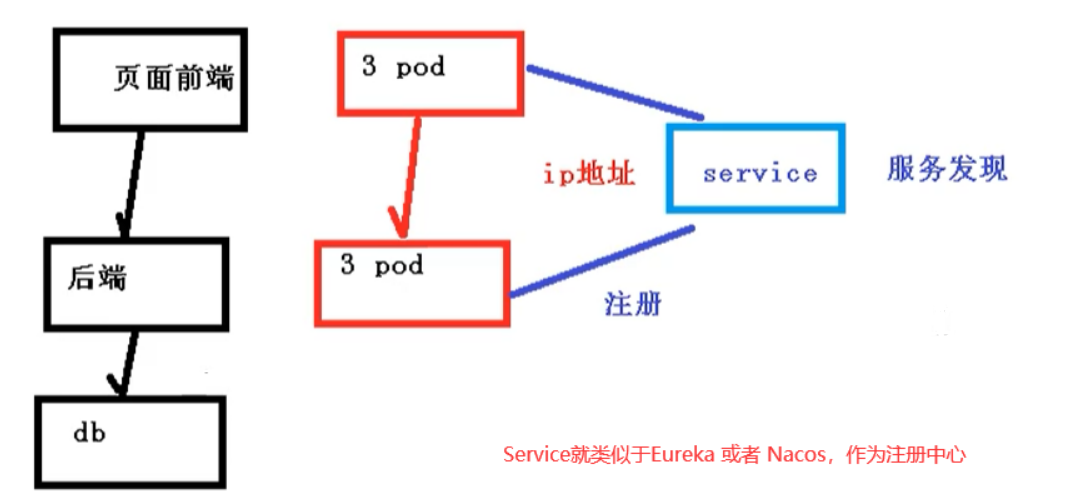 页面前端
3 pod
ip地址
service
服务发现
后端
3 pod
注册
db
Service就类似于Eureka 或者 Nacos，作为注册中心